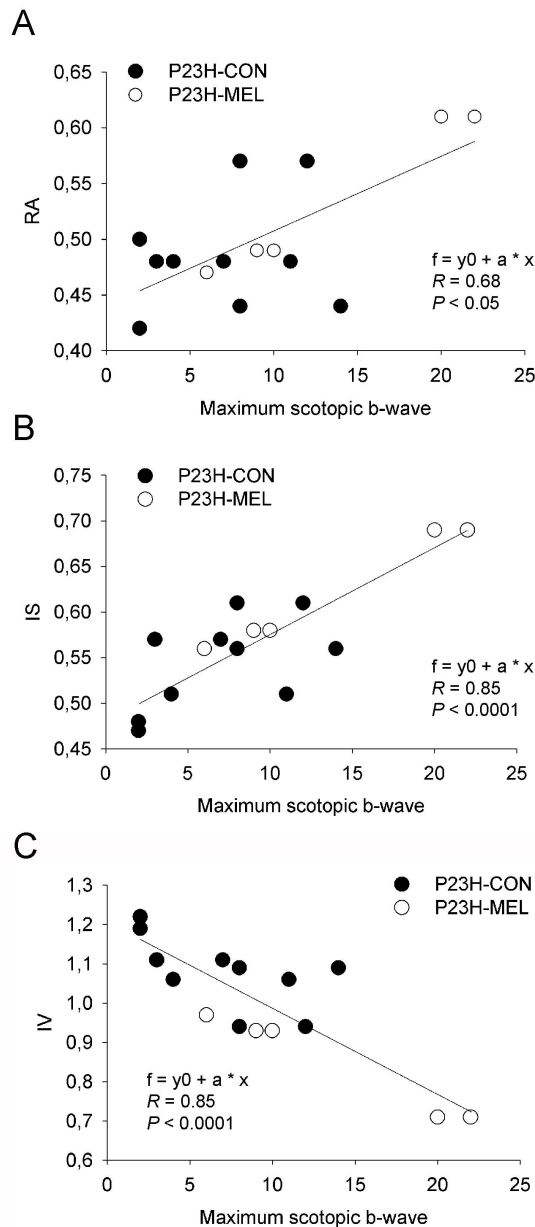 A
P23H-CON
P23H-MEL
0,65
0,60
0,55
0,50
0,45
0,40
RA
f = y0 + a * x
R = 0.68
P < 0.05
0 5 10 15 20 25
Maximum scotopic b-wave
B
P23H-CON
P23H-MEL
0,75
0,70
0,65
0,60
0,55
0,50
0,45
IS
f = y0 + a * x
R = 0.85
P < 0.0001
0 5 10 15 20 25
Maximum scotopic b-wave
C
P23H-CON
P23H-MEL
1,3
1,2
1,1
1,0
0,9
0,8
0,7
0,6
IV
f = y0 + a * x
R = 0.85
P < 0.0001
0 5 10 15 20 25
Maximum scotopic b-wave